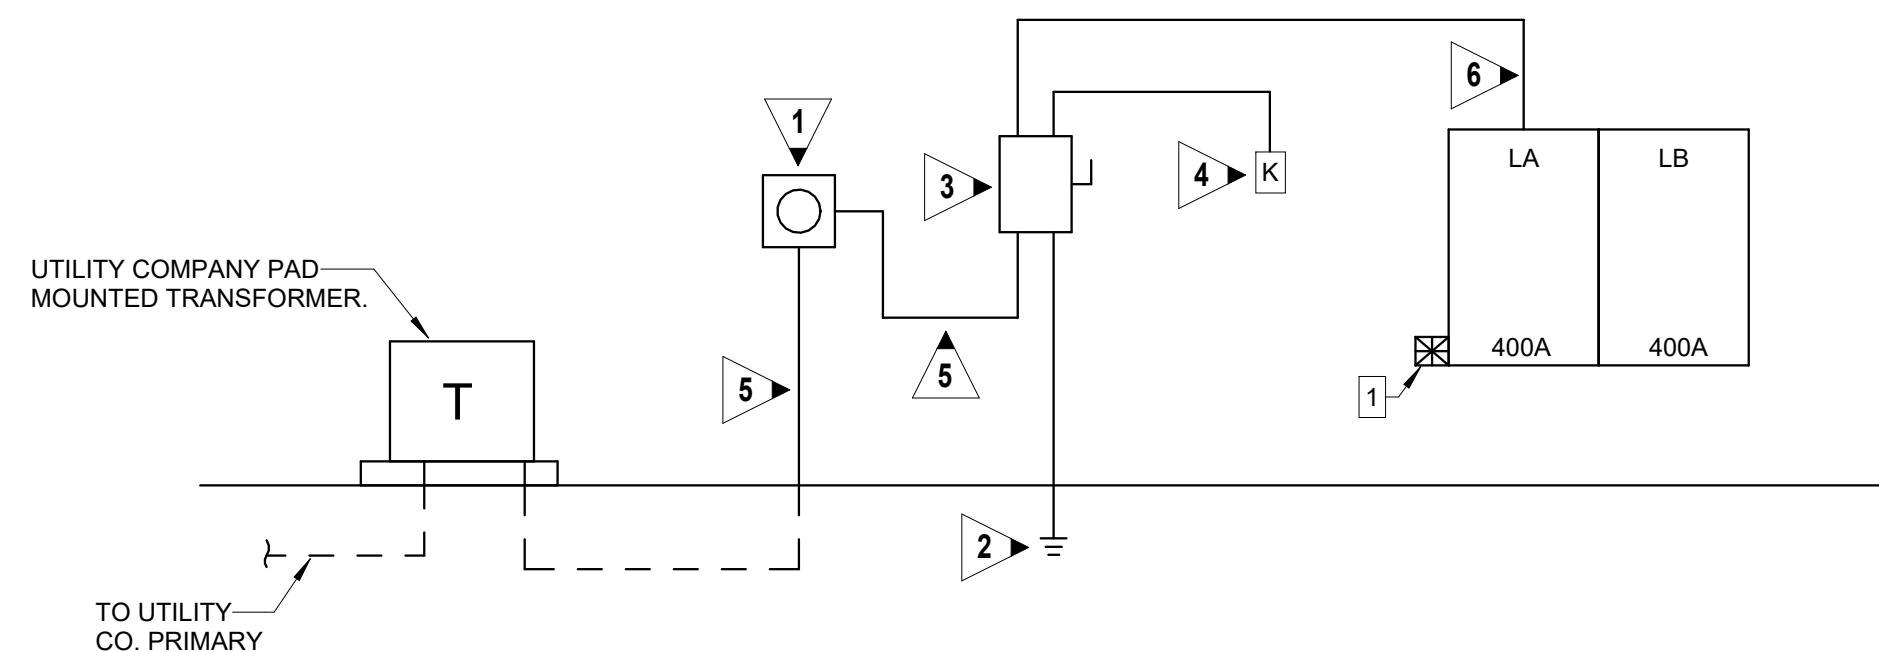 1
6
3
4
K
LA
LB
UTILITY COMPANY PAD
MOUNTED TRANSFORMER.
400A
400A
T
5
5
1
2
TO UTILITY
CO. PRIMARY